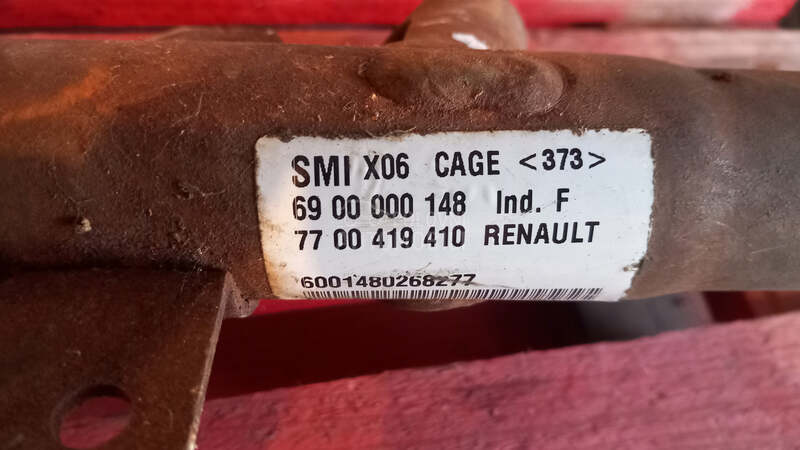 SMI X06 CAGE <373>
69 00 000 148 Ind. F
77 00 419 410 RENAULT
6001480268277